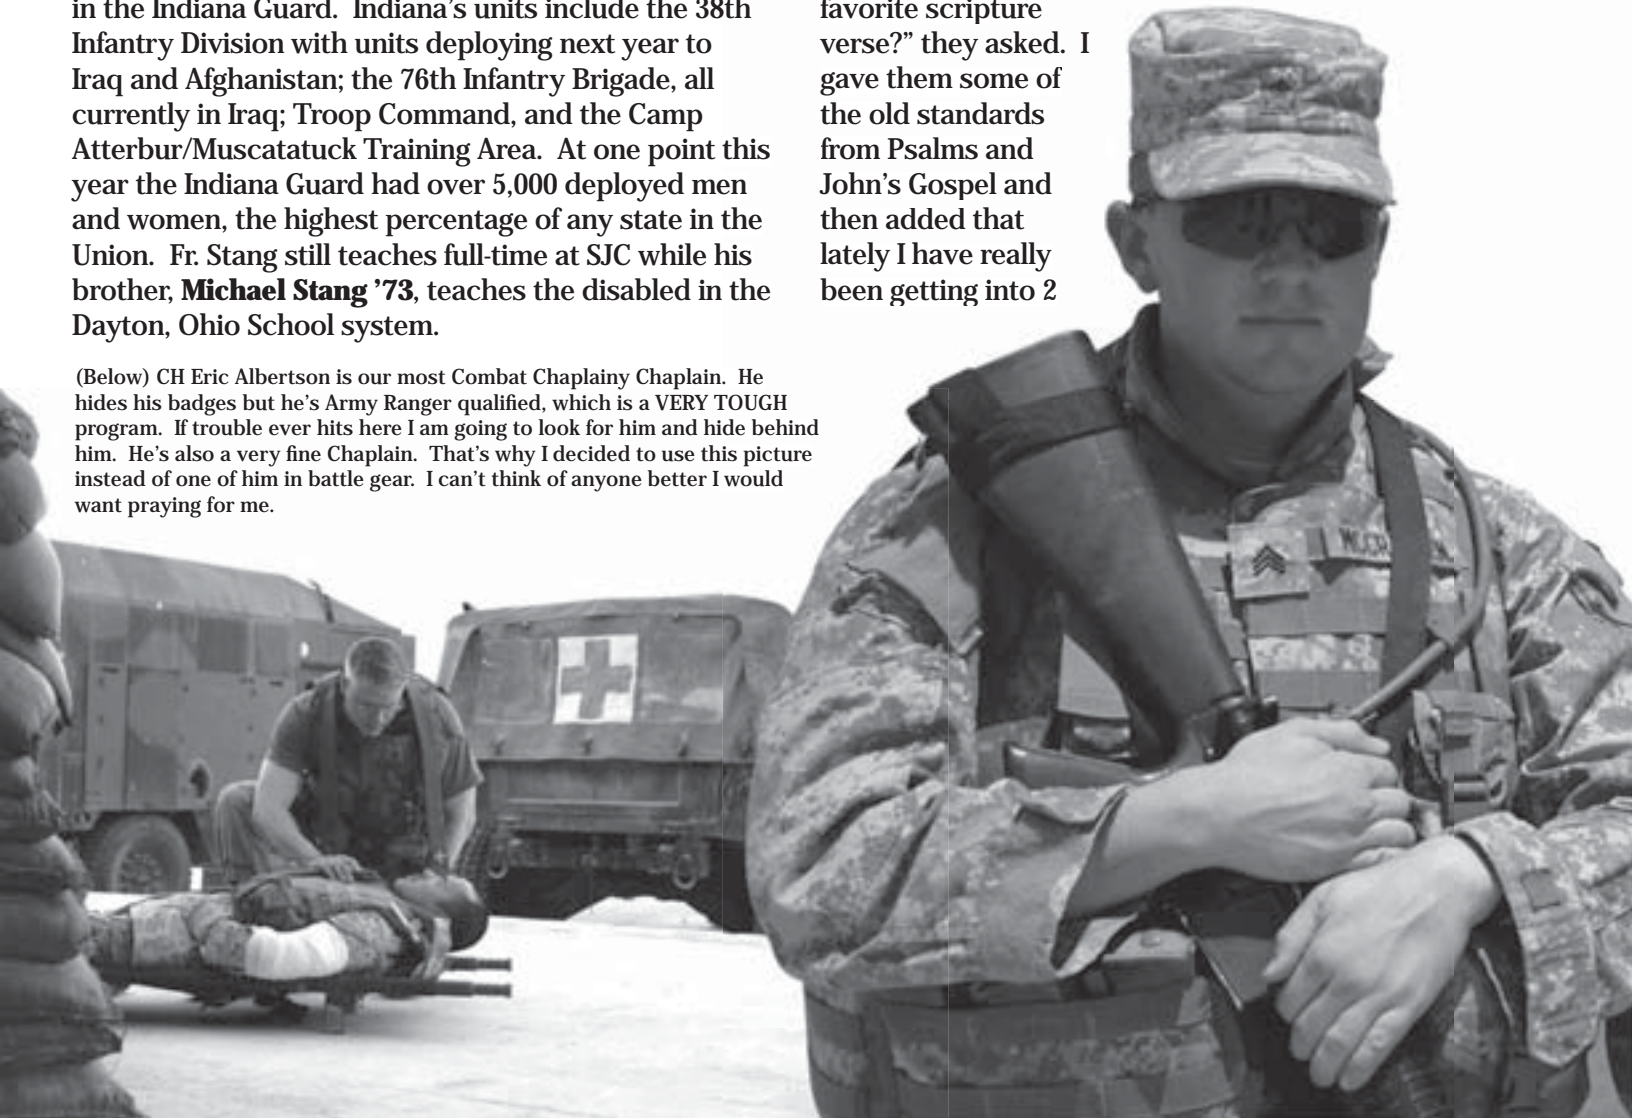 in the Indiana Guard.  Indiana's units include the 38th
Infantry Division with units deploying next year to
Iraq and Afghanistan; the 76th Infantry Brigade, all
currently in Iraq; Troop Command, and the Camp
Atterbur/Muscatatuck Training Area.  At one point this
year the Indiana Guard had over 5,000 deployed men
and women, the highest percentage of any state in the
Union.  Fr. Stang still teaches full-time at SJC while his
brother, Michael Stang ’73, teaches the disabled in the
Dayton, Ohio School system.
(Below) CH Eric Albertson is our most Combat Chaplainy Chaplain.  He
hides his badges but he’s Army Ranger qualified, which is a VERY TOUGH
program.  If trouble ever hits here I am going to look for him and hide behind
him.  He’s also a very fine Chaplain.  That’s why I decided to use this picture
instead of one of him in battle gear.  I can’t think of anyone better I would
want praying for me.
favorite scripture
verse?” they asked.  I
gave them some of
the old standards
from Psalms and
John’s Gospel and
then added that
lately I have really
been getting into 2